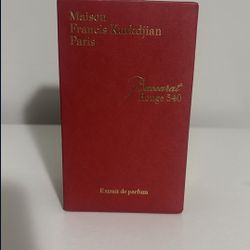 Maison
Francis Kurkdjian
Paris
Baccarat
Rouge 540
Extrait de parfum